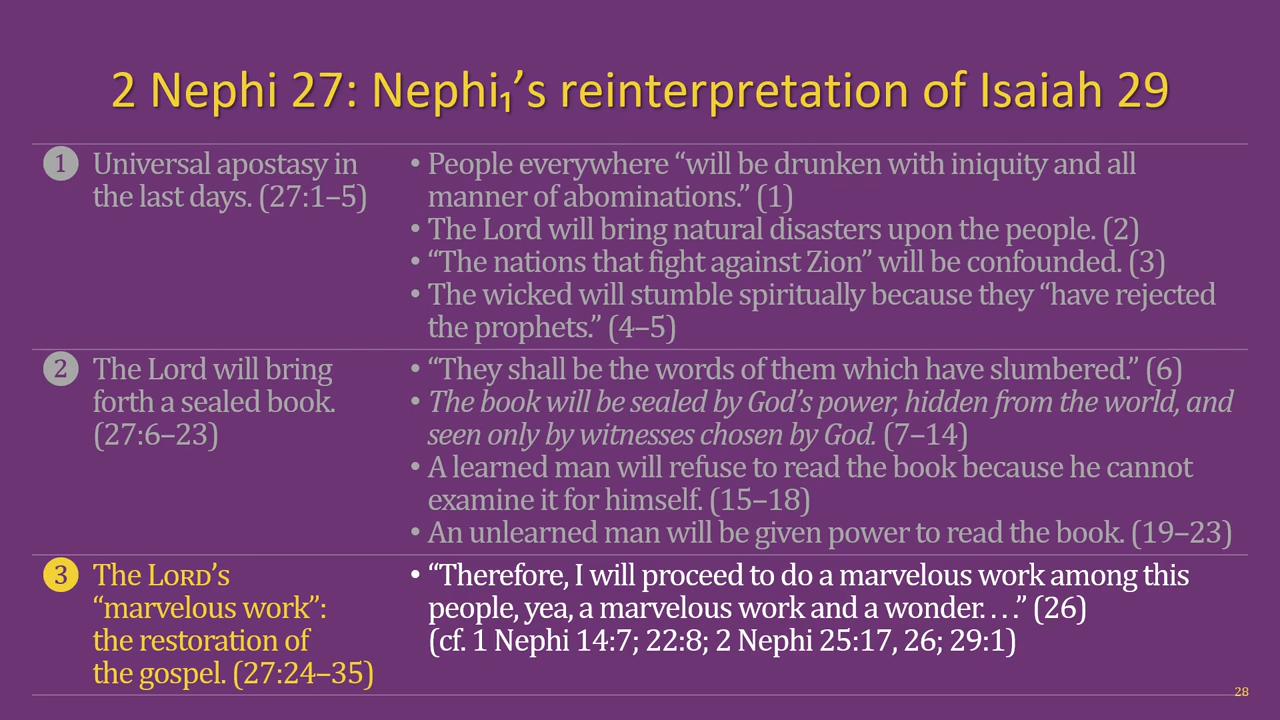 2 Nephi 27: Nephi₁’s reinterpretation of Isaiah 29
1 Universal apostasy in
the last days. (27:1–5)
• People everywhere “will be drunken with iniquity and all
manner of abominations.” (1)
• The Lord will bring natural disasters upon the people. (2)
• “The nations that fight against Zion” will be confounded. (3)
• The wicked will stumble spiritually because they “have rejected
the prophets.” (4–5)
2 The Lord will bring
forth a sealed book.
(27:6–23)
• “They shall be the words of them which have slumbered.” (6)
• The book will be sealed by God’s power, hidden from the world, and
seen only by witnesses chosen by God. (7–14)
• A learned man will refuse to read the book because he cannot
examine it for himself. (15–18)
• An unlearned man will be given power to read the book. (19–23)
3 The LORD’s
“marvelous work”:
the restoration of
the gospel. (27:24–35)
• “Therefore, I will proceed to do a marvelous work among this
people, yea, a marvelous work and a wonder. . . .” (26)
(cf. 1 Nephi 14:7; 22:8; 2 Nephi 25:17, 26; 29:1)
28